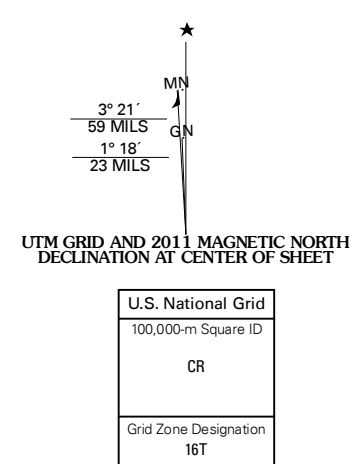 MN
3° 21´
59 MILS
GN
1° 18´
23 MILS
UTM GRID AND 2011 MAGNETIC NORTH
DECLINATION AT CENTER OF SHEET
U.S. National Grid
100,000-m Square ID
CR
Grid Zone Designation
16T